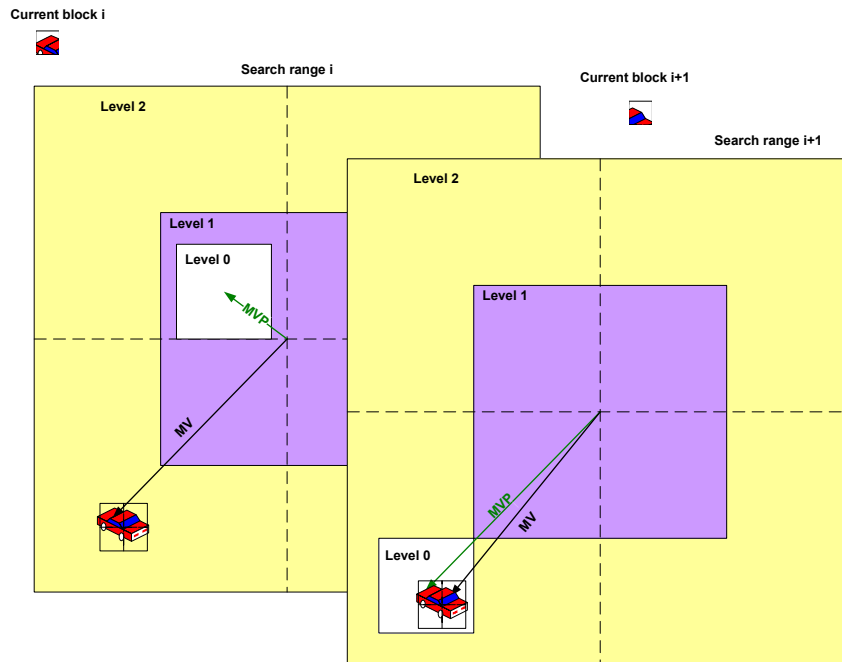 Current block i
Search range i
Level 2
Level 1
Level 0
MVP
MV
Current block i+1
Search range i+1
Level 2
Level 1
MVP
MV
Level 0